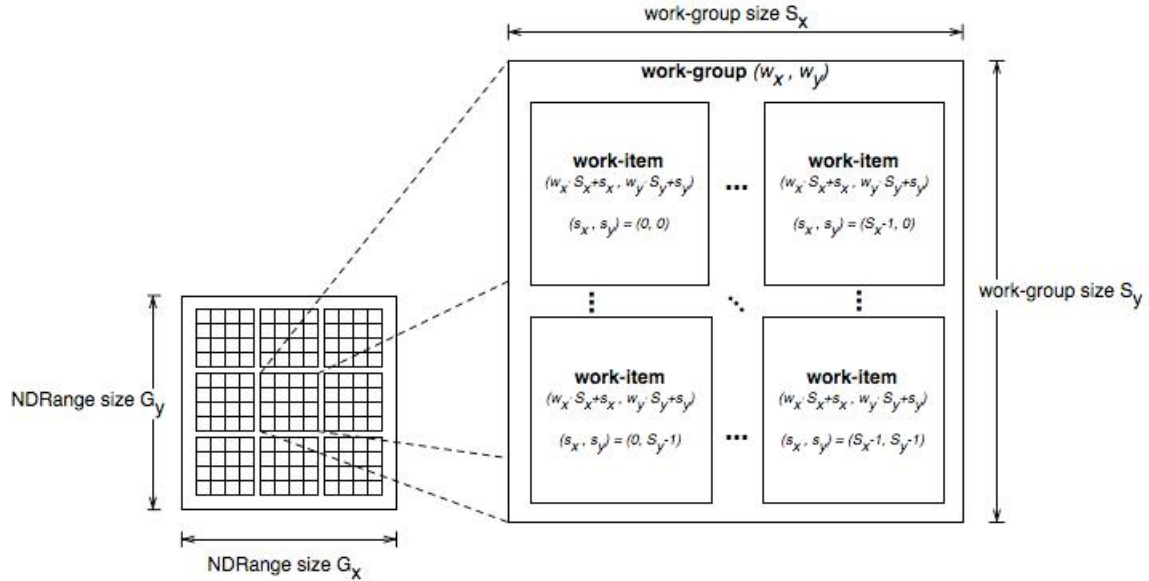 work-group size Sx
work-group (wx , wy)
work-item
(wx· Sx+sx , wy· Sy+sy)
(sx , sy) = (0, 0)
...
work-item
(wx· Sx+sx , wy· Sy+sy)
(sx , sy) = (Sx-1, 0)
work-group size Sy
work-item
(wx· Sx+sx , wy· Sy+sy)
(sx , sy) = (0, Sy-1)
...
work-item
(wx· Sx+sx , wy· Sy+sy)
(sx , sy) = (Sx-1, Sy-1)
NDRange size Gy
NDRange size Gx